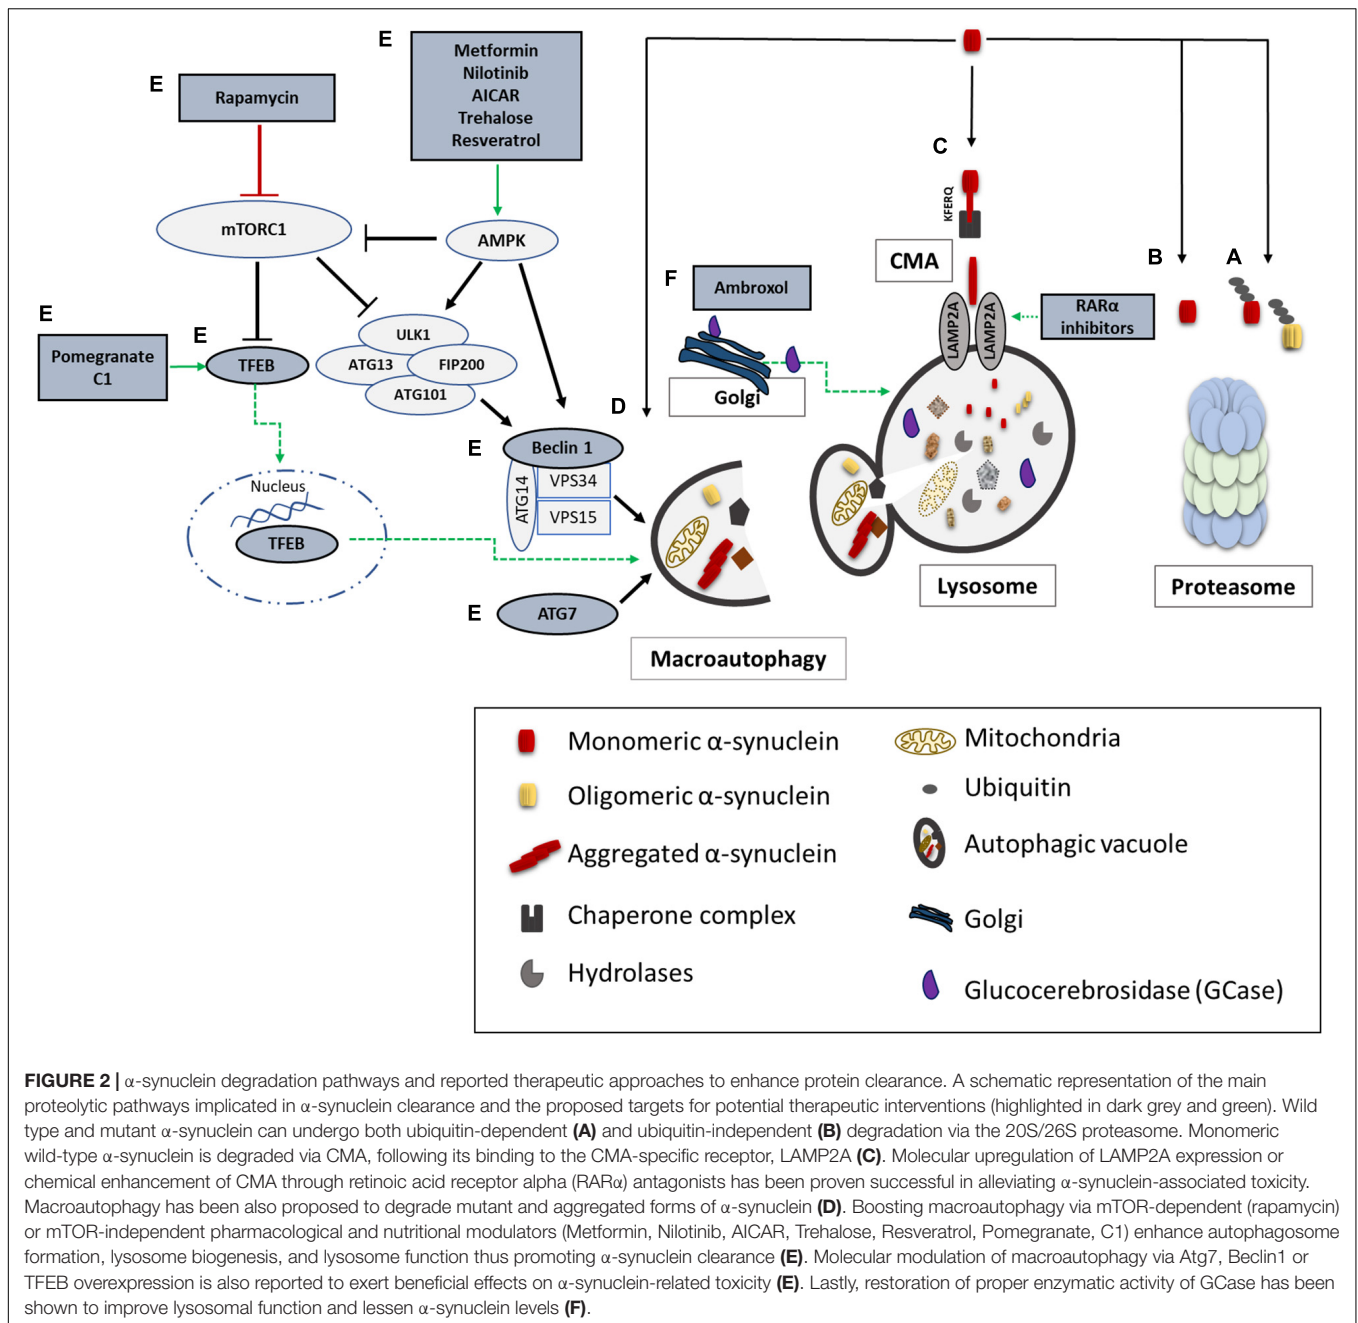 E
Metformin
Nilotinib
AICAR
Trehalose
Resveratrol
E
Rapamycin
mTORC1
AMPK
E
Pomegranate
C1
E
TFEB
ULK1
ATG13
FIP200
ATG101
Nucleus
TFEB
E
Beclin 1
ATG14
VPS34
VPS15
E
ATG7
D
Macroautophagy
C
KFERQ
CMA
LAMP2A
LAMP2A
RARα
inhibitors
F
Ambroxol
Golgi
Lysosome
B
A
Proteasome
Monomeric α-synuclein
Oligomeric α-synuclein
Aggregated α-synuclein
Chaperone complex
Hydrolases
Mitochondria
Ubiquitin
Autophagic vacuole
Golgi
Glucocerebrosidase (GCase)
FIGURE 2 | α-synuclein degradation pathways and reported therapeutic approaches to enhance protein clearance. A schematic representation of the main
proteolytic pathways implicated in α-synuclein clearance and the proposed targets for potential therapeutic interventions (highlighted in dark grey and green). Wild
type and mutant α-synuclein can undergo both ubiquitin-dependent (A) and ubiquitin-independent (B) degradation via the 20S/26S proteasome. Monomeric
wild-type α-synuclein is degraded via CMA, following its binding to the CMA-specific receptor, LAMP2A (C). Molecular upregulation of LAMP2A expression or
chemical enhancement of CMA through retinoic acid receptor alpha (RARα) antagonists has been proven successful in alleviating α-synuclein-associated toxicity.
Macroautophagy has been also proposed to degrade mutant and aggregated forms of α-synuclein (D). Boosting macroautophagy via mTOR-dependent (rapamycin)
or mTOR-independent pharmacological and nutritional modulators (Metformin, Nilotinib, AICAR, Trehalose, Resveratrol, Pomegranate, C1) enhance autophagosome
formation, lysosome biogenesis, and lysosome function thus promoting α-synuclein clearance (E). Molecular modulation of macroautophagy via Atg7, Beclin1 or
TFEB overexpression is also reported to exert beneficial effects on α-synuclein-related toxicity (E). Lastly, restoration of proper enzymatic activity of GCase has been
shown to improve lysosomal function and lessen α-synuclein levels (F).